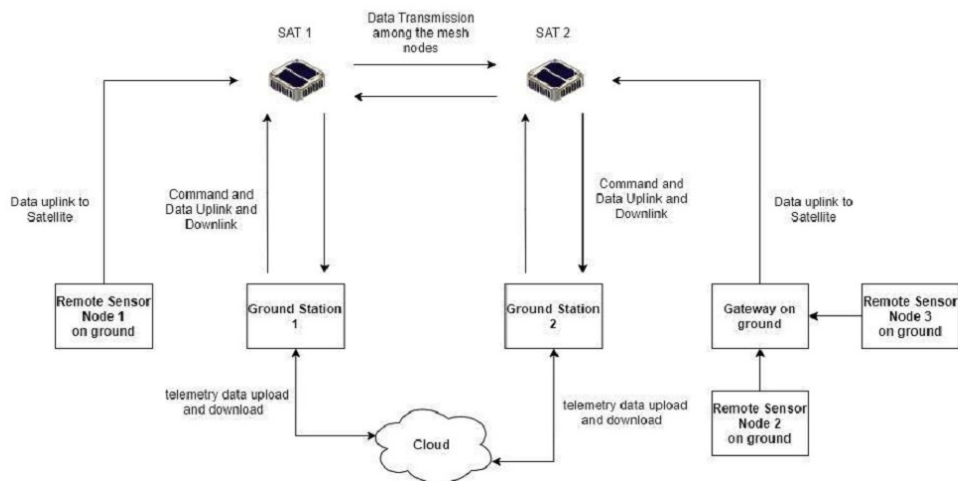 SAT 1
Data Transmission
among the mesh
nodes
SAT 2
Data uplink to
Satellite
Command and
Data Uplink and
Downlink
Command and
Data Uplink and
Downlink
Data uplink to
Satellite
Remote Sensor
Node 1
on ground
Ground Station
1
Ground Station
2
Gateway on
ground
Remote Sensor
Node 3
on ground
telemetry data upload
and download
Cloud
telemetry data upload
and download
Remote Sensor
Node 2
on ground